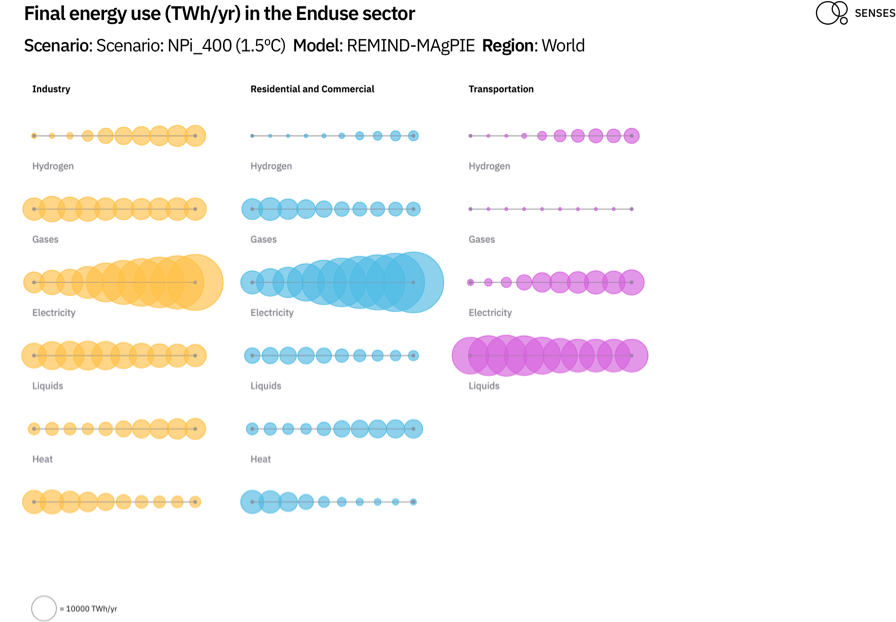 Final energy use (TWh/yr) in the Enduse sector
SENSES
Scenario: Scenario: NPi_400 (1.5ºC) Model: REMIND-MAgPIE Region: World
Industry
Residential and Commercial
Transportation
Hydrogen
Hydrogen
Hydrogen
Gases
Gases
Gases
Electricity
Electricity
Electricity
Liquids
Liquids
Liquids
Heat
Heat
= 10000 TWh/yr